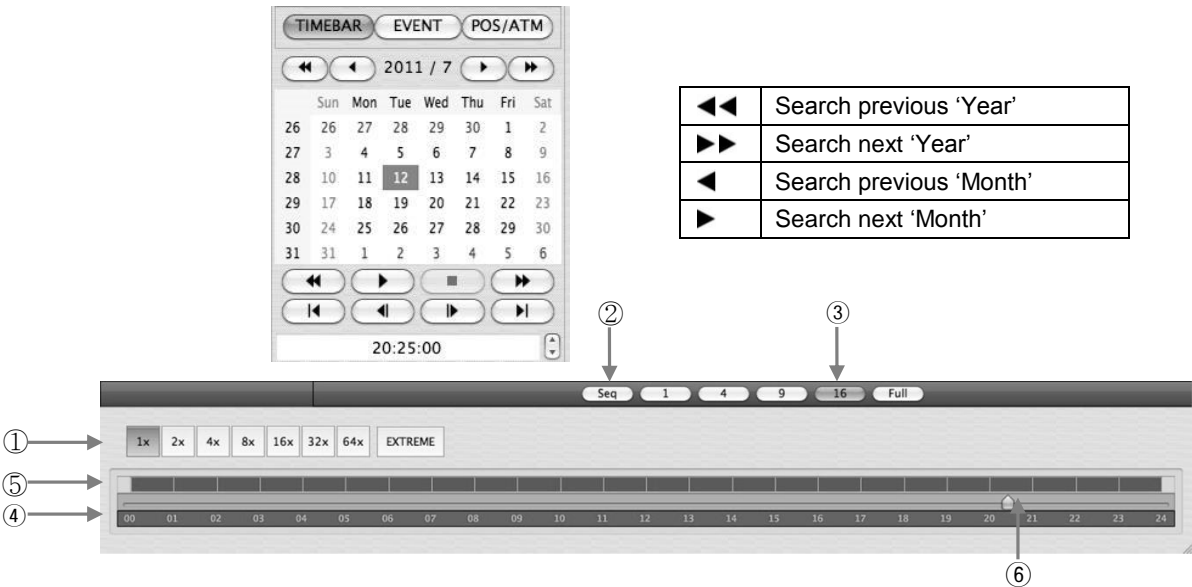 TIMEBAR EVENT POS/ATM
2011 / 7
Sun Mon Tue Wed Thu Fri Sat
26 26 27 28 29 30 1 2
27 3 4 5 6 7 8 9
28 10 11 12 13 14 15 16
29 17 18 19 20 21 22 23
30 24 25 26 27 28 29 30
31 31 1 2 3 4 5 6
20:25:00
◀◀ Search previous ‘Year’
▶▶ Search next ‘Year’
◀ Search previous ‘Month’
▶ Search next ‘Month’
② ③
Seq 1 4 9 16 Full
① 1x 2x 4x 8x 16x 32x 64x EXTREME
⑤
④ 00 01 02 03 04 05 06 07 08 09 10 11 12 13 14 15 16 17 18 19 20 21 22 23 24
⑥